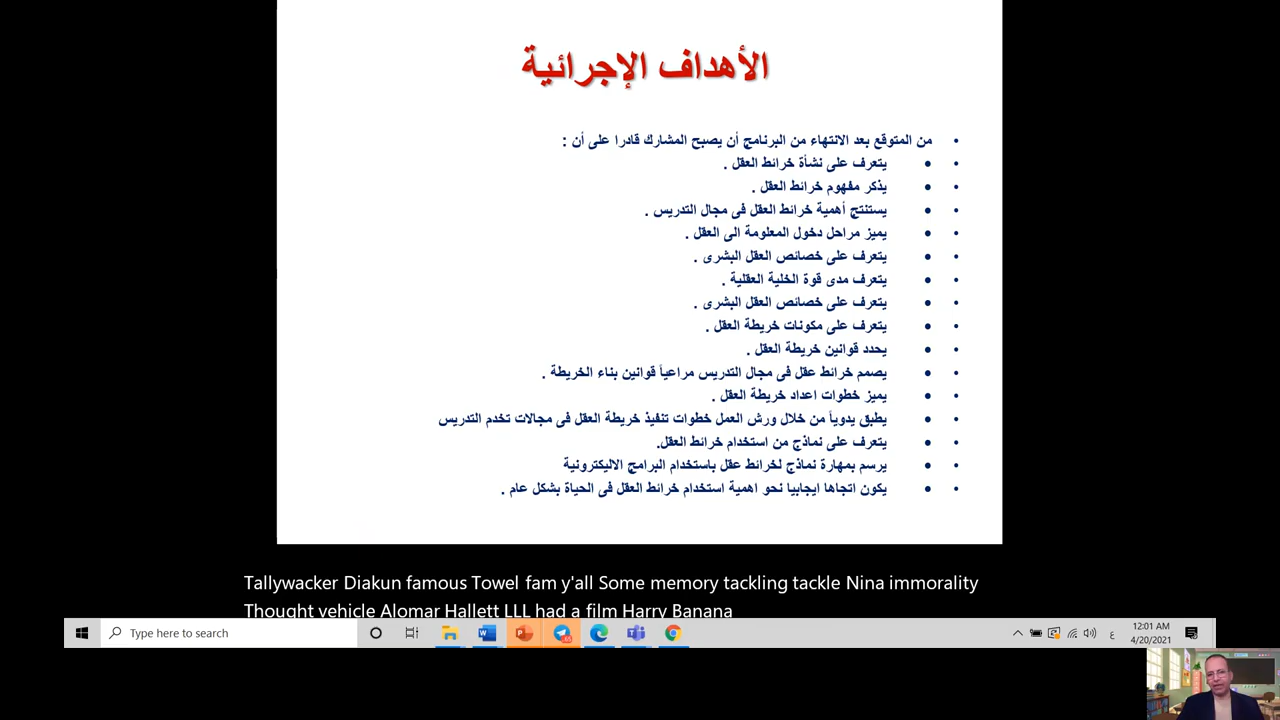 الأهداف الإجرائية
• من المتوقع بعد الانتهاء من البرنامج أن يصبح المشارك قادرا على أن :
• • يتعرف على نشأة خرائط العقل .
• • يذكر مفهوم خرائط العقل .
• • يستنتج أهمية خرائط العقل فى مجال التدريس .
• • يميز مراحل دخول المعلومة الى العقل .
• • يتعرف على خصائص العقل البشرى .
• • يتعرف مدى قوة الخلية العقلية .
• • يتعرف على خصائص العقل البشرى .
• • يتعرف على مكونات خريطة العقل .
• • يحدد قوانين خريطة العقل .
• • يصمم خرائط عقل فى مجال التدريس مراعياً قوانين بناء الخريطة .
• • يميز خطوات اعداد خريطة العقل .
• • يطبق يدوياً من خلال ورش العمل خطوات تنفيذ خريطة العقل فى مجالات تخدم التدريس
• • يتعرف على نماذج من استخدام خرائط العقل.
• • يرسم بمهارة نماذج لخرائط عقل باستخدام البرامج الاليكترونية
• • يكون اتجاها ايجابيا نحو اهمية استخدام خرائط العقل فى الحياة بشكل عام .
Tallywacker Diakun famous Towel fam y'all Some memory tackling tackle Nina immorality
Thought vehicle Alomar Hallett LLL had a film Harry Banana
Type here to search
ع
12:01 AM
4/20/2021